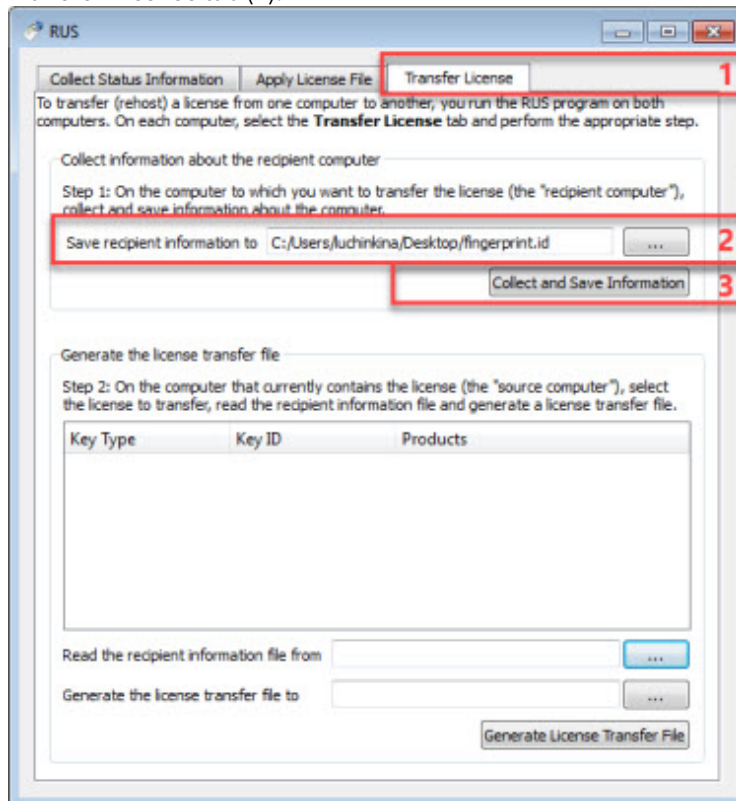 RUS
Collect Status Information Apply License File Transfer License 1
To transfer (rehost) a license from one computer to another, you run the RUS program on both
computers. On each computer, select the Transfer License tab and perform the appropriate step.
Collect information about the recipient computer
Step 1: On the computer to which you want to transfer the license (the "recipient computer"),
collect and save information about the computer.
Save recipient information to C:/Users/luchinkina/Desktop/fingerprint.id ... 2
Collect and Save Information 3
Generate the license transfer file
Step 2: On the computer that currently contains the license (the "source computer"), select
the license to transfer, read the recipient information file and generate a license transfer file.
Key Type Key ID Products
Read the recipient information file from ...
Generate the license transfer file to ...
Generate License Transfer File